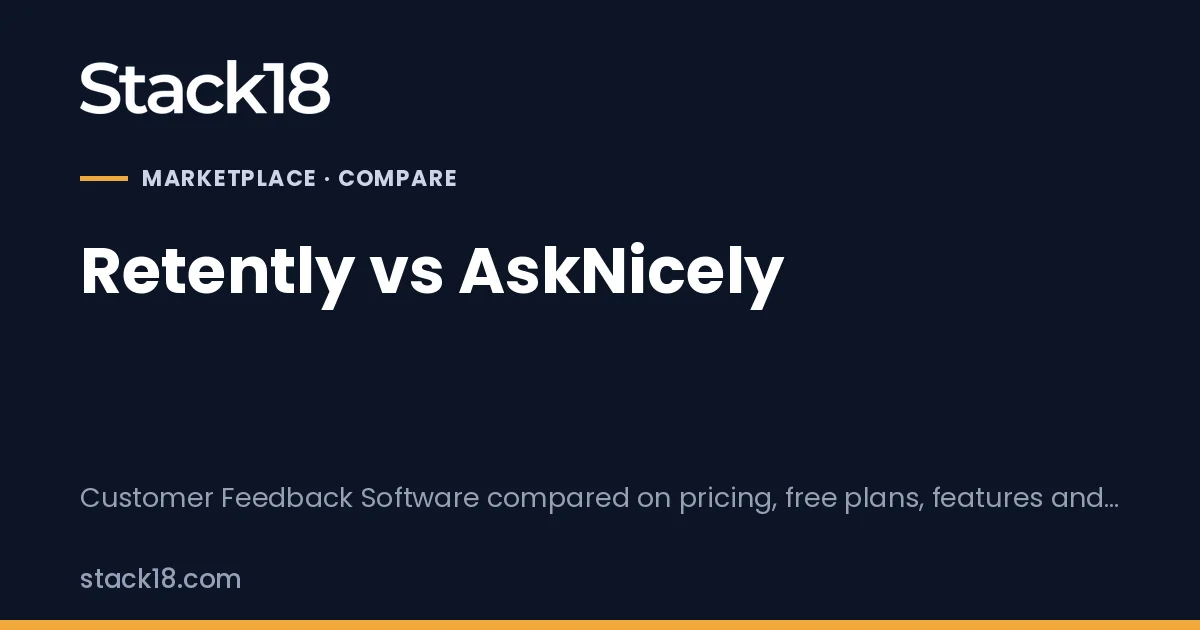 Stack18
MARKETPLACE · COMPARE
Retently vs AskNicely
Customer Feedback Software compared on pricing, free plans, features and...
stack18.com